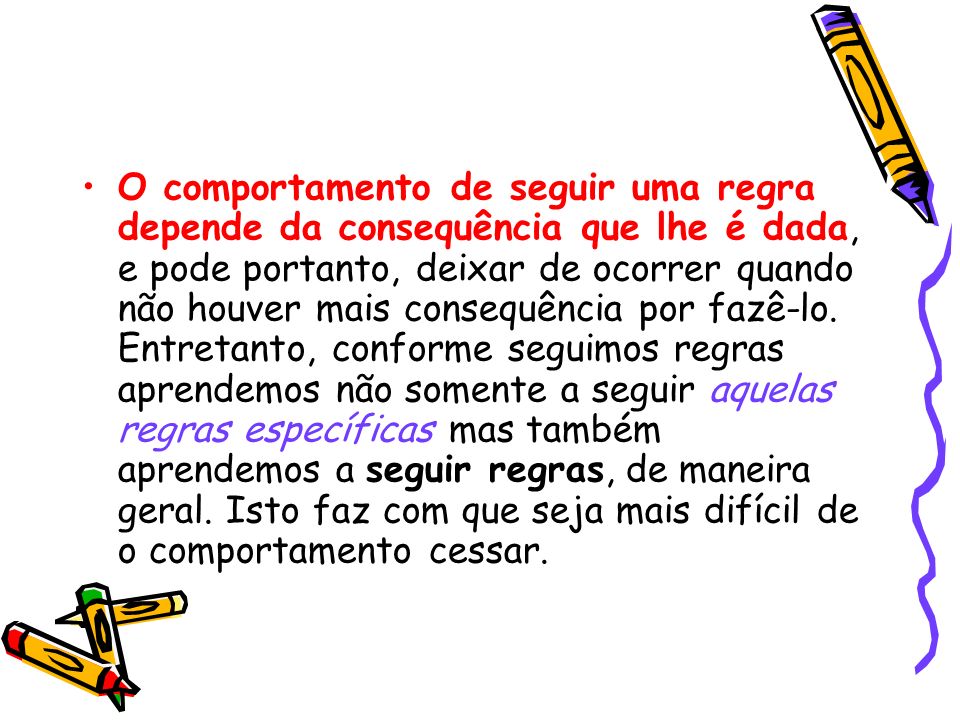 • O comportamento de seguir uma regra
depende da consequência que lhe é dada,
e pode portanto, deixar de ocorrer quando
não houver mais consequência por fazê-lo.
Entretanto, conforme seguimos regras
aprendemos não somente a seguir aquelas
regras específicas mas também
aprendemos a seguir regras, de maneira
geral. Isto faz com que seja mais difícil de
o comportamento cessar.